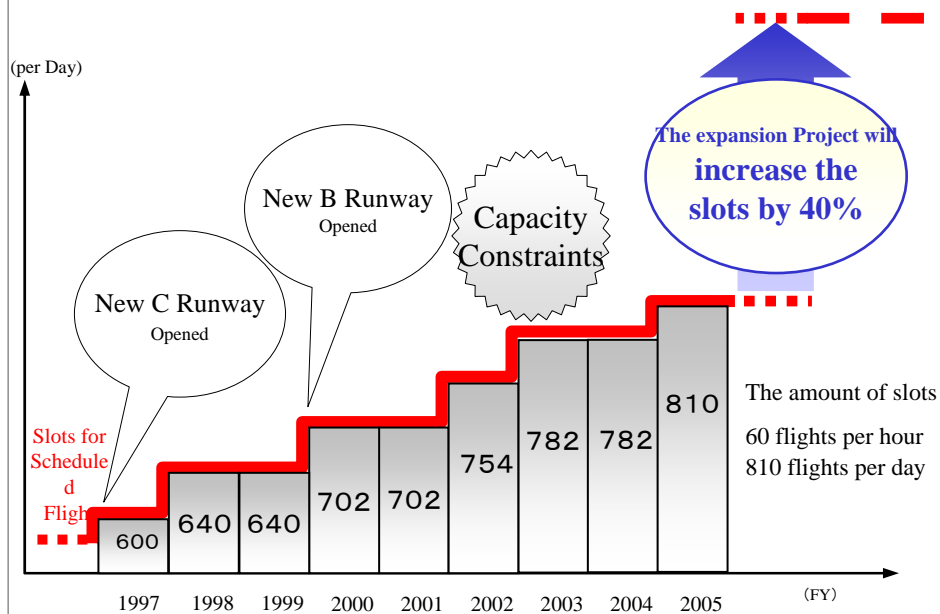 (per Day)
The expansion Project will
increase the
slots by 40%
New B Runway
Opened
Capacity
Constraints
New C Runway
Opened
Slots for
Schedule
d
Fligh
600
640
640
702
702
754
782
782
810
The amount of slots
60 flights per hour
810 flights per day
1997
1998
1999
2000
2001
2002
2003
2004
2005
(FY)